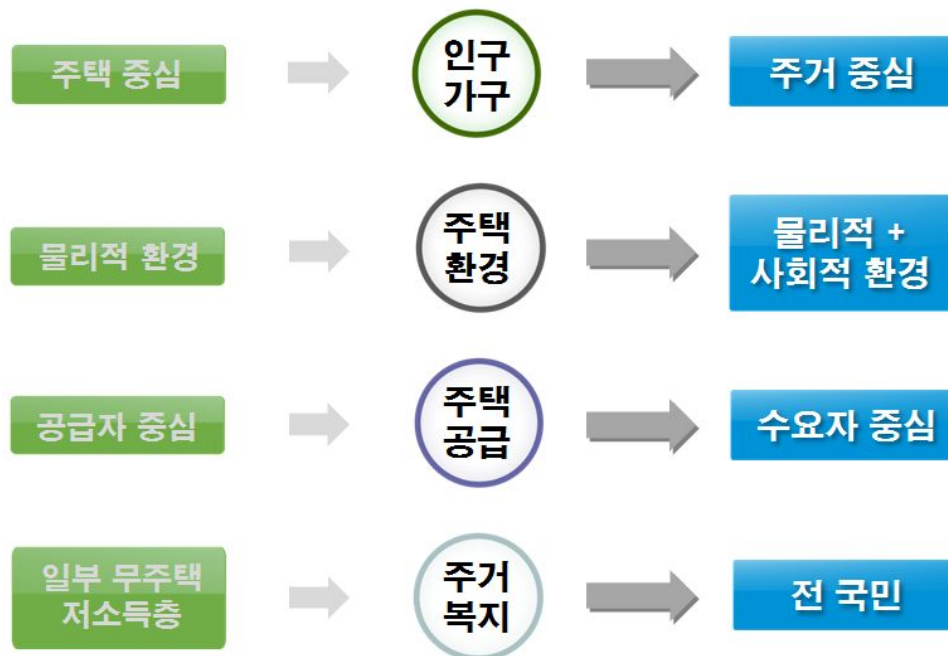 주택 중심
인구
가구
주거 중심
물리적 환경
주택
환경
물리적 +
사회적 환경
공급자 중심
주택
공급
수요자 중심
일부 무주택
저소득층
주거
복지
전 국민